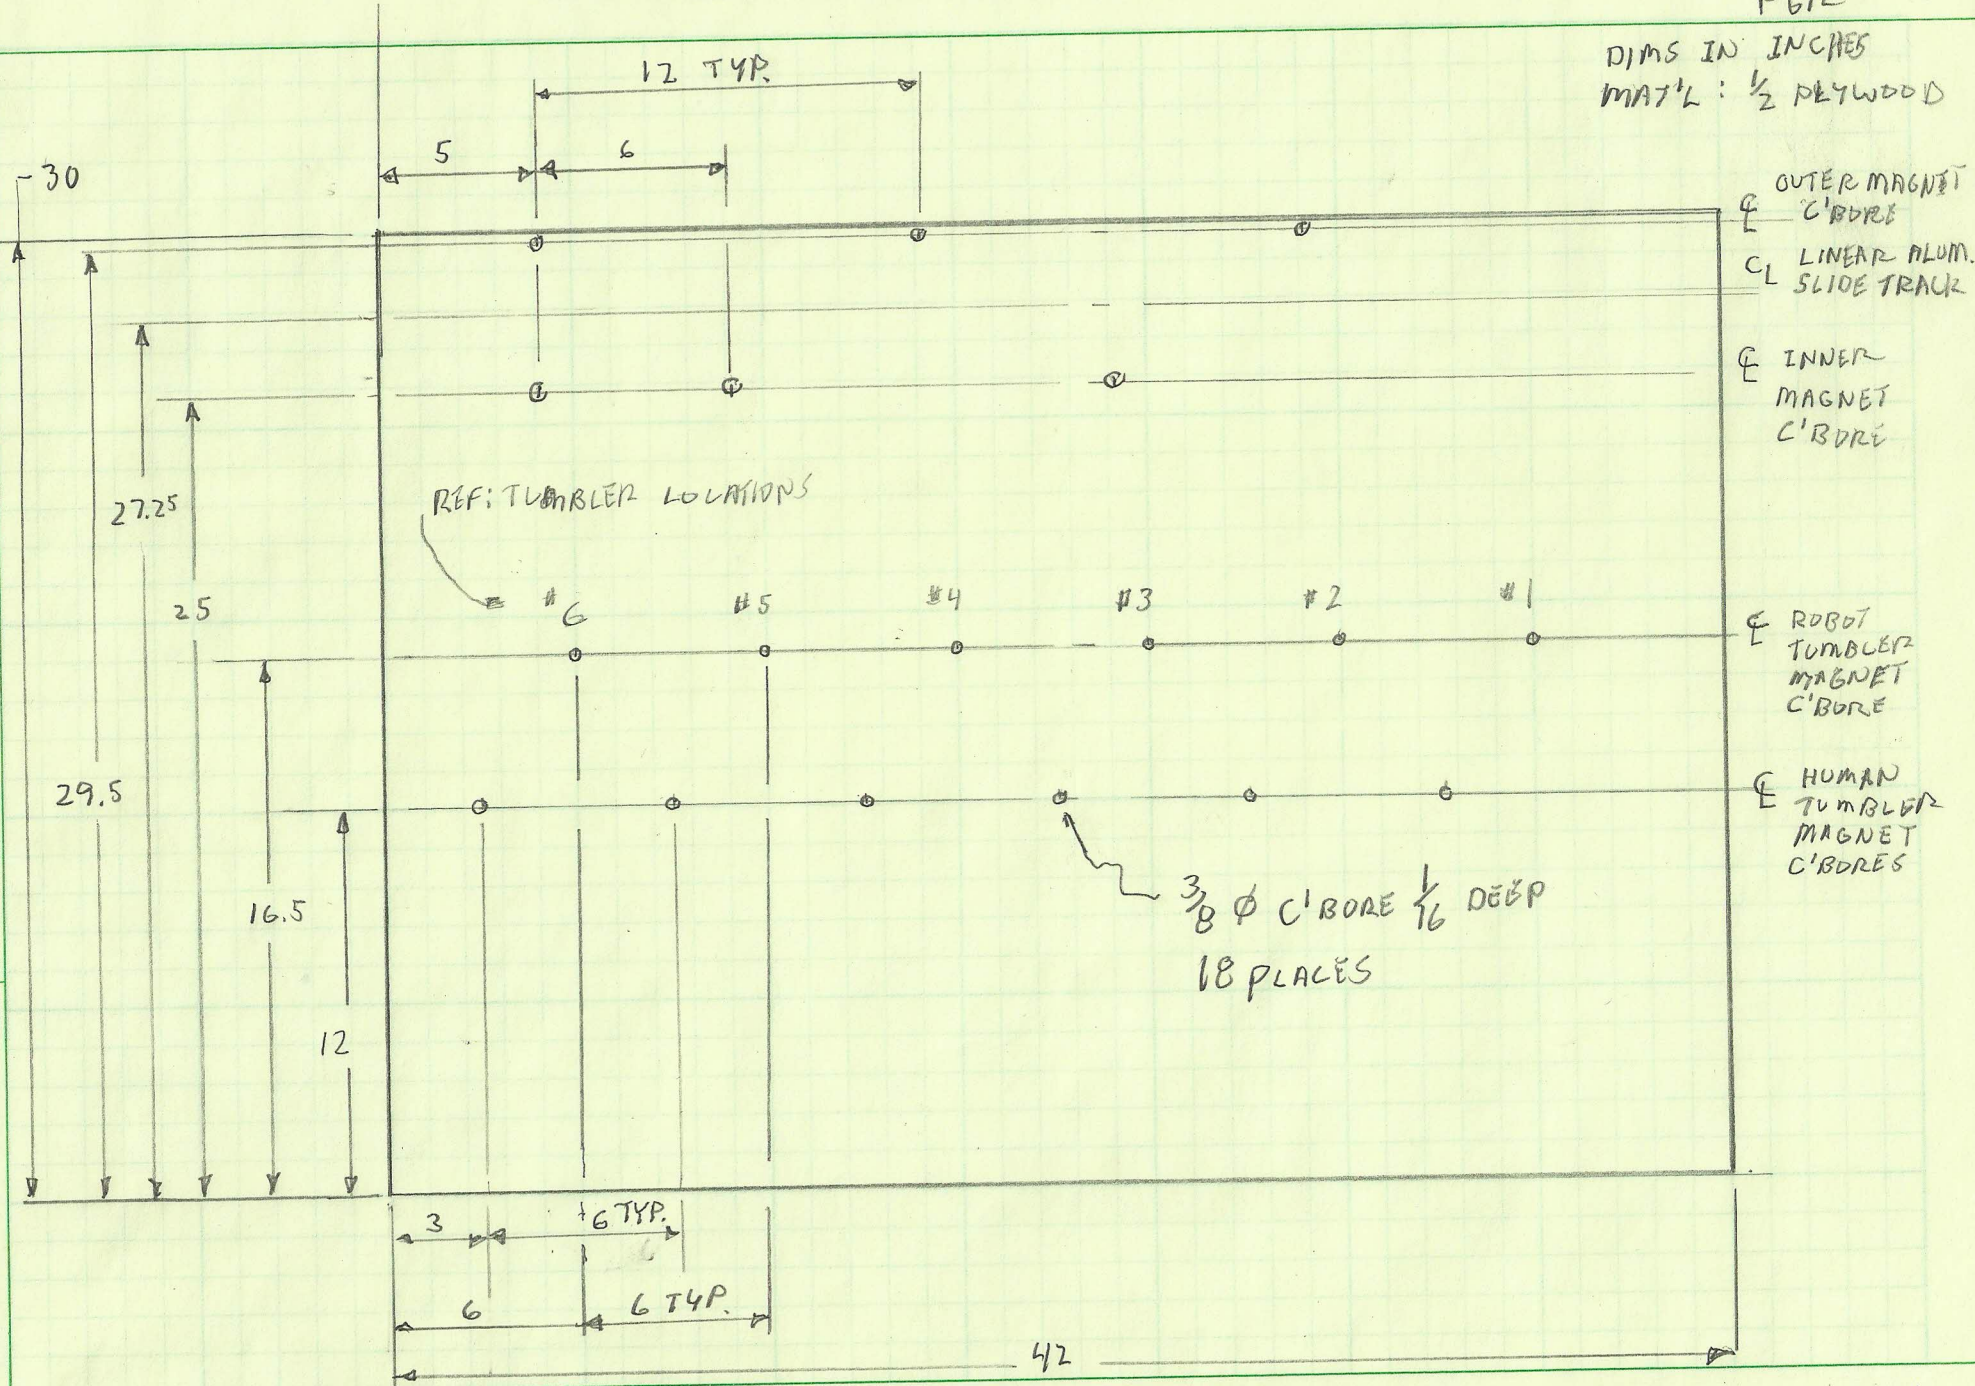 DIMS IN INCHES
MAT'L : 1/2 PLYWOOD
12 TYP.
5
6
30
OUTER MAGNET
C'BORE
CL LINEAR ALUM.
SLIDE TRACK
INNER
MAGNET
C'BORE
27.25
REF: TUMBLER LOCATIONS
25
#6
#5
#4
#3
#2
#1
ROBOT
TUMBLER
MAGNET
C'BORE
29.5
HUMAN
TUMBLER
MAGNET
C'BORES
16.5
3/8 Ø C'BORE 1/16 DEEP
18 PLACES
12
3
6 TYP.
6
6 TYP.
42